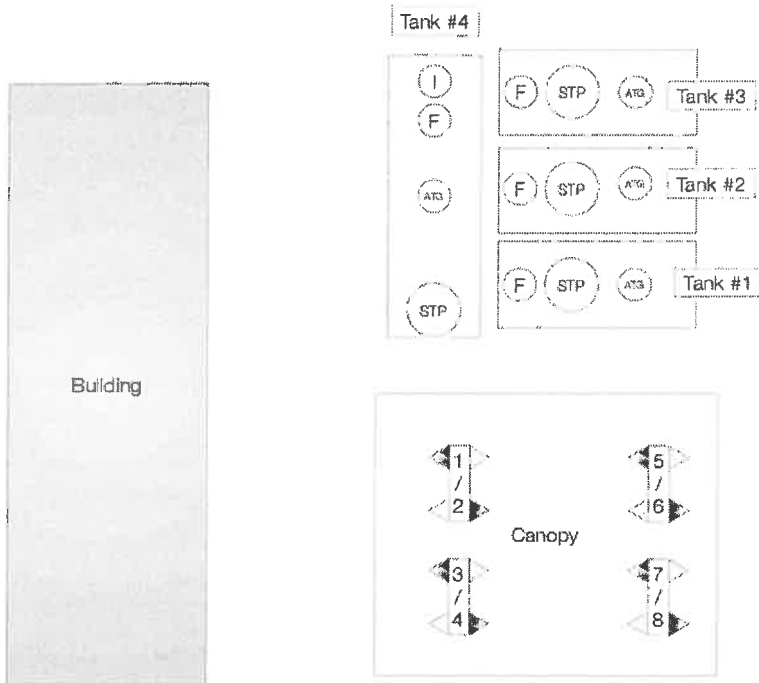 Tank #4
I
F
ATG
STP
F STP ATG Tank #3
F STP ATG Tank #2
F STP ATG Tank #1
Building
1
/
2
5
/
6
Canopy
3
/
4
7
/
8